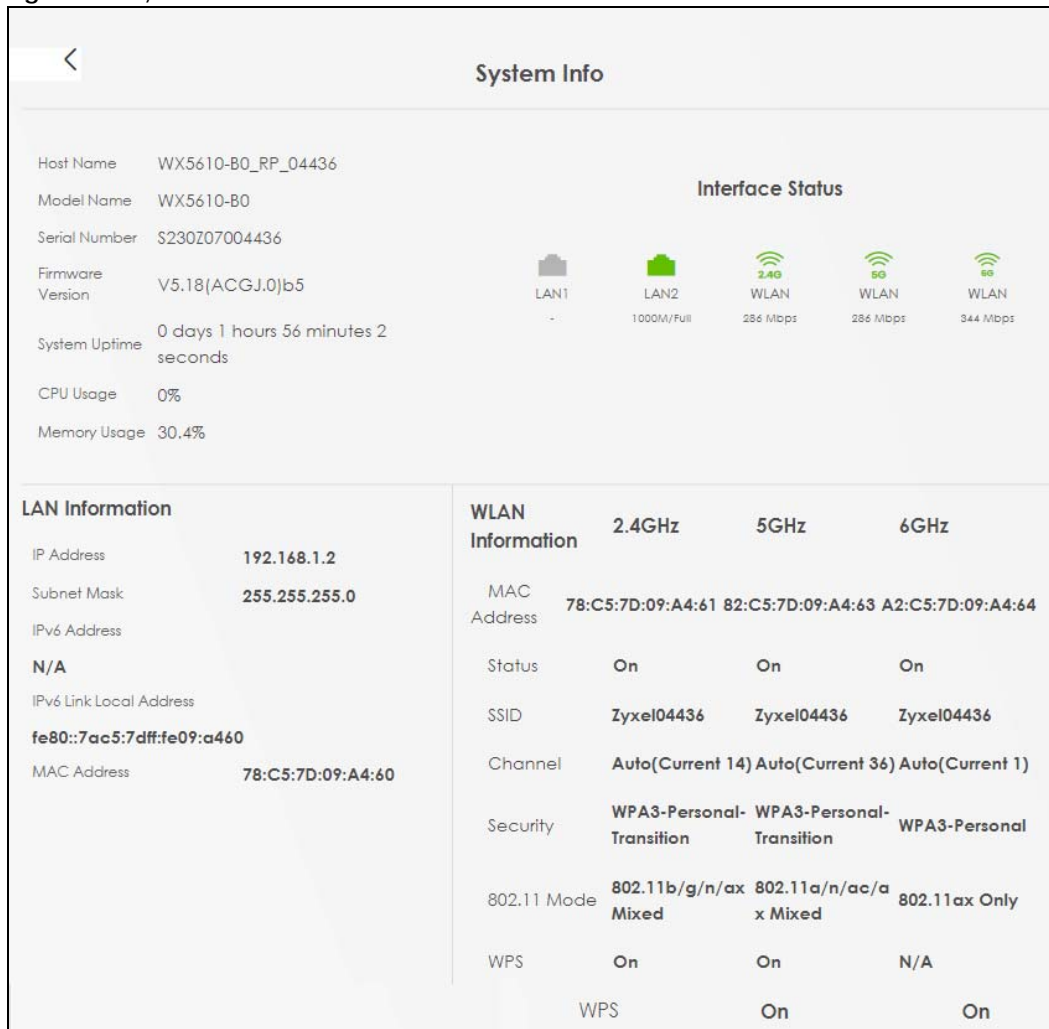 System Info
Host Name WX5610-B0_RP_04436
Model Name WX5610-B0
Serial Number S230Z07004436
Firmware
Version V5.18(ACGJ.0)b5
System Uptime 0 days 1 hours 56 minutes 2
seconds
CPU Usage 0%
Memory Usage 30.4%
Interface Status
2.4G 5G 6G
LAN1 LAN2 WLAN WLAN WLAN
- 1000M/Full 286 Mbps 286 Mbps 344 Mbps
LAN Information
IP Address 192.168.1.2
Subnet Mask 255.255.255.0
IPv6 Address
N/A
IPv6 Link Local Address
fe80::7ac5:7dff:fe09:a460
MAC Address 78:C5:7D:09:A4:60
WLAN
Information 2.4GHz 5GHz 6GHz
MAC
Address 78:C5:7D:09:A4:61 82:C5:7D:09:A4:63 A2:C5:7D:09:A4:64
Status On On On
SSID Zyxel04436 Zyxel04436 Zyxel04436
Channel Auto(Current 14) Auto(Current 36) Auto(Current 1)
Security WPA3-Personal- WPA3-Personal- WPA3-Personal
Transition Transition
802.11 Mode 802.11b/g/n/ax 802.11a/n/ac/a 802.11ax Only
Mixed x Mixed
WPS On On N/A
WPS On On